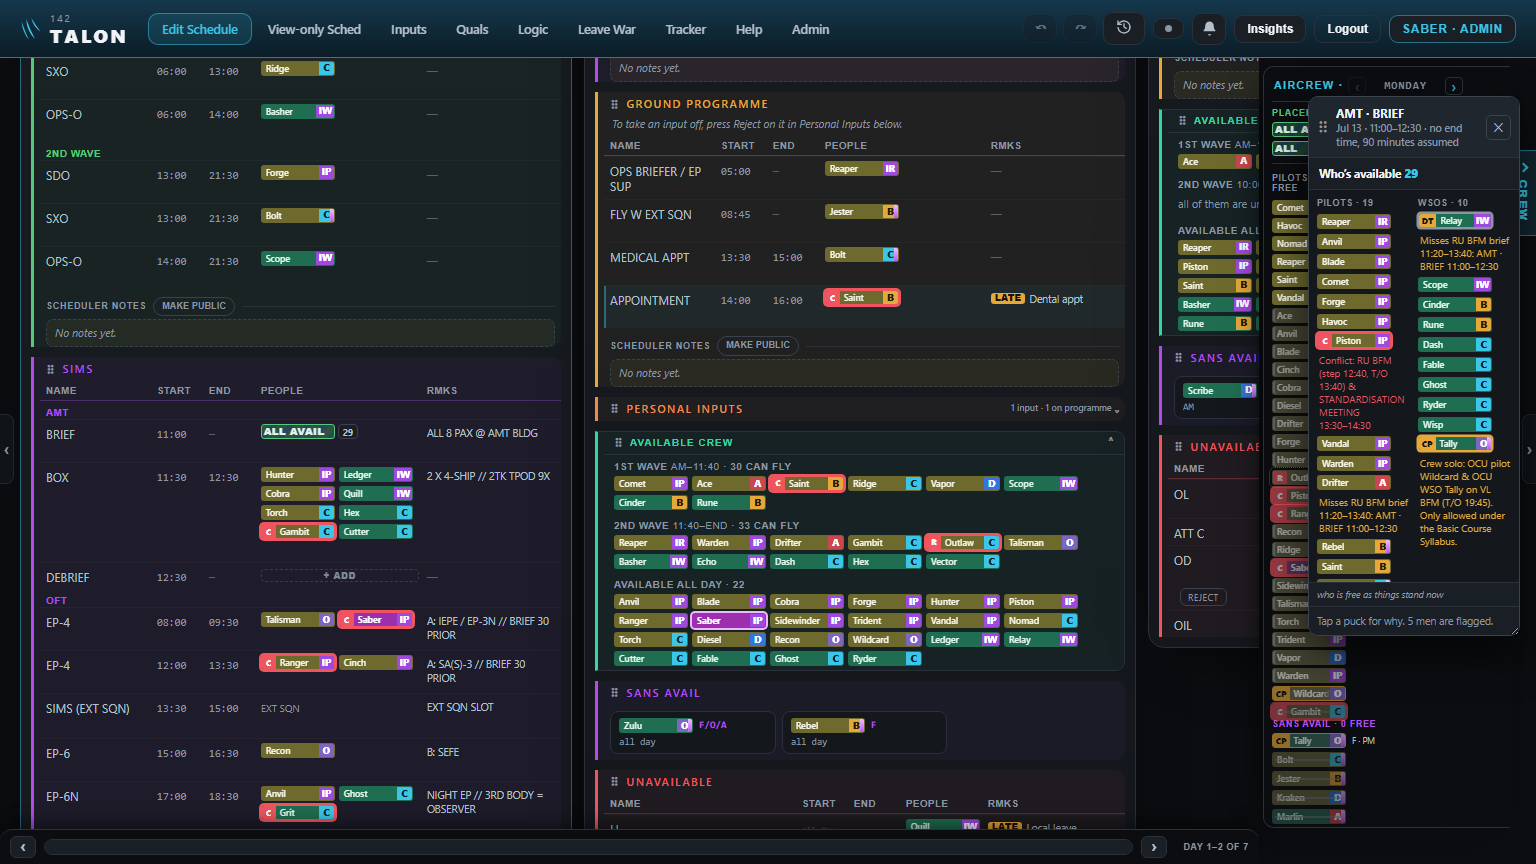 142
TALON
Edit Schedule
View-only Sched
Inputs
Quals
Logic
Leave War
Tracker
Help
Admin
Insights
Logout
SABER · ADMIN
SXO 06:00 13:00 Ridge C —
OPS-O 06:00 14:00 Basher IW —
2ND WAVE
SDO 13:00 21:30 Forge IP —
SXO 13:00 21:30 Bolt C —
OPS-O 14:00 21:30 Scope IW —
SCHEDULER NOTES MAKE PUBLIC
No notes yet.
SIMS
NAME START END PEOPLE RMKS
AMT
BRIEF 11:00 – ALL AVAIL 29 ALL 8 PAX @ AMT BLDG
BOX 11:30 12:30 Hunter IP Ledger IW 2 X 4-SHIP // 2TK TPOD 9X
Cobra IP Quill IW
Torch C Hex C
C Gambit C Cutter C
DEBRIEF 12:30 – + ADD —
OFT
EP-4 08:00 09:30 Talisman O C Saber IP A: IEPE / EP-3N // BRIEF 30
PRIOR
EP-4 12:00 13:30 C Ranger IP Cinch IP A: SA(S)-3 // BRIEF 30
PRIOR
SIMS (EXT SQN) 13:30 15:00 EXT SQN EXT SQN SLOT
EP-6 15:00 16:30 Recon O B: SEFE
EP-6N 17:00 18:30 Anvil IP Ghost C NIGHT EP // 3RD BODY =
C Grit C OBSERVER
No notes yet.
GROUND PROGRAMME
To take an input off, press Reject on it in Personal Inputs below.
NAME START END PEOPLE RMKS
OPS BRIEFER / EP 05:00 – Reaper IR —
SUP
FLY W EXT SQN 08:45 – Jester B —
MEDICAL APPT 13:30 15:00 Bolt C —
APPOINTMENT 14:00 16:00 C Saint B LATE Dental appt
SCHEDULER NOTES MAKE PUBLIC
No notes yet.
PERSONAL INPUTS 1 input · 1 on programme
AVAILABLE CREW
1ST WAVE AM–11:40 · 30 CAN FLY
Comet IP Ace A C Saint B Ridge C Vapor D Scope IW
Cinder B Rune B
2ND WAVE 11:40–END · 33 CAN FLY
Reaper IR Warden IP Drifter A Gambit C R Outlaw C Talisman O
Basher IW Echo IW Dash C Hex C Vector C
AVAILABLE ALL DAY · 22
Anvil IP Blade IP Cobra IP Forge IP Hunter IP Piston IP
Ranger IP Saber IP Sidewinder IP Trident IP Vandal IP Nomad C
Torch C Diesel D Recon O Wildcard O Ledger IW Relay IW
Cutter C Fable C Ghost C Ryder C
SANS AVAIL
Zulu O F/O/A
all day
Rebel B F
all day
UNAVAILABLE
NAME START END PEOPLE RMKS
Quill IW LATE Local leave
SCHEDULER NOT
No notes yet.
AVAILABLE
1ST WAVE AM–
Ace A
2ND WAVE 10:0
all of them are un
AVAILABLE ALL
Reaper IR
Piston IP
Saint B
Basher IW
Rune B
SANS AVAI
Scribe D
AM
UNAVAILA
NAME
OL
ATT C
OD
REJECT
OIL
AIRCREW · ‹ MONDAY ›
PLACE
ALL A
ALL
PILOTS
FREE
Comet
Havoc
Nomad
Reaper
Saint
Vandal
Ace
Anvil
Blade
Cinch
Cobra
Diesel
Drifter
Forge
Hunter
R Outl
C Pisto
C Ran
Recon
Ridge
C Sabe
Sidewin
Talisma
Torch
Trident IP
Vapor D
Warden IP
CP Wildcard O
C Gambit C
SANS AVAIL · 0 FREE
CP Tally O F · PM
Bolt C
Jester B
Kraken D
Marlin A
CREW
AMT · BRIEF
Jul 13 · 11:00–12:30 · no end
time, 90 minutes assumed
Who's available 29
PILOTS · 19
Reaper IR
Anvil IP
Blade IP
Comet IP
Forge IP
Havoc IP
C Piston IP
Conflict: RU BFM
(step 12:40, T/O
13:40) &
STANDARDISATION
MEETING
13:30–14:30
Vandal IP
Warden IP
Drifter A
Misses RU BFM brief
11:20–13:40: AMT ·
BRIEF 11:00–12:30
Rebel B
Saint B
WSOS · 10
DT Relay IW
Misses RU BFM brief
11:20–13:40: AMT ·
BRIEF 11:00–12:30
Scope IW
Cinder B
Rune B
Dash C
Fable C
Ghost C
Ryder C
Wisp C
CP Tally O
Crew solo: OCU pilot
Wildcard & OCU
WSO Tally on VL
BFM (T/O 19:45).
Only allowed under
the Basic Course
Syllabus.
who is free as things stand now
Tap a puck for why. 5 men are flagged.
DAY 1–2 OF 7